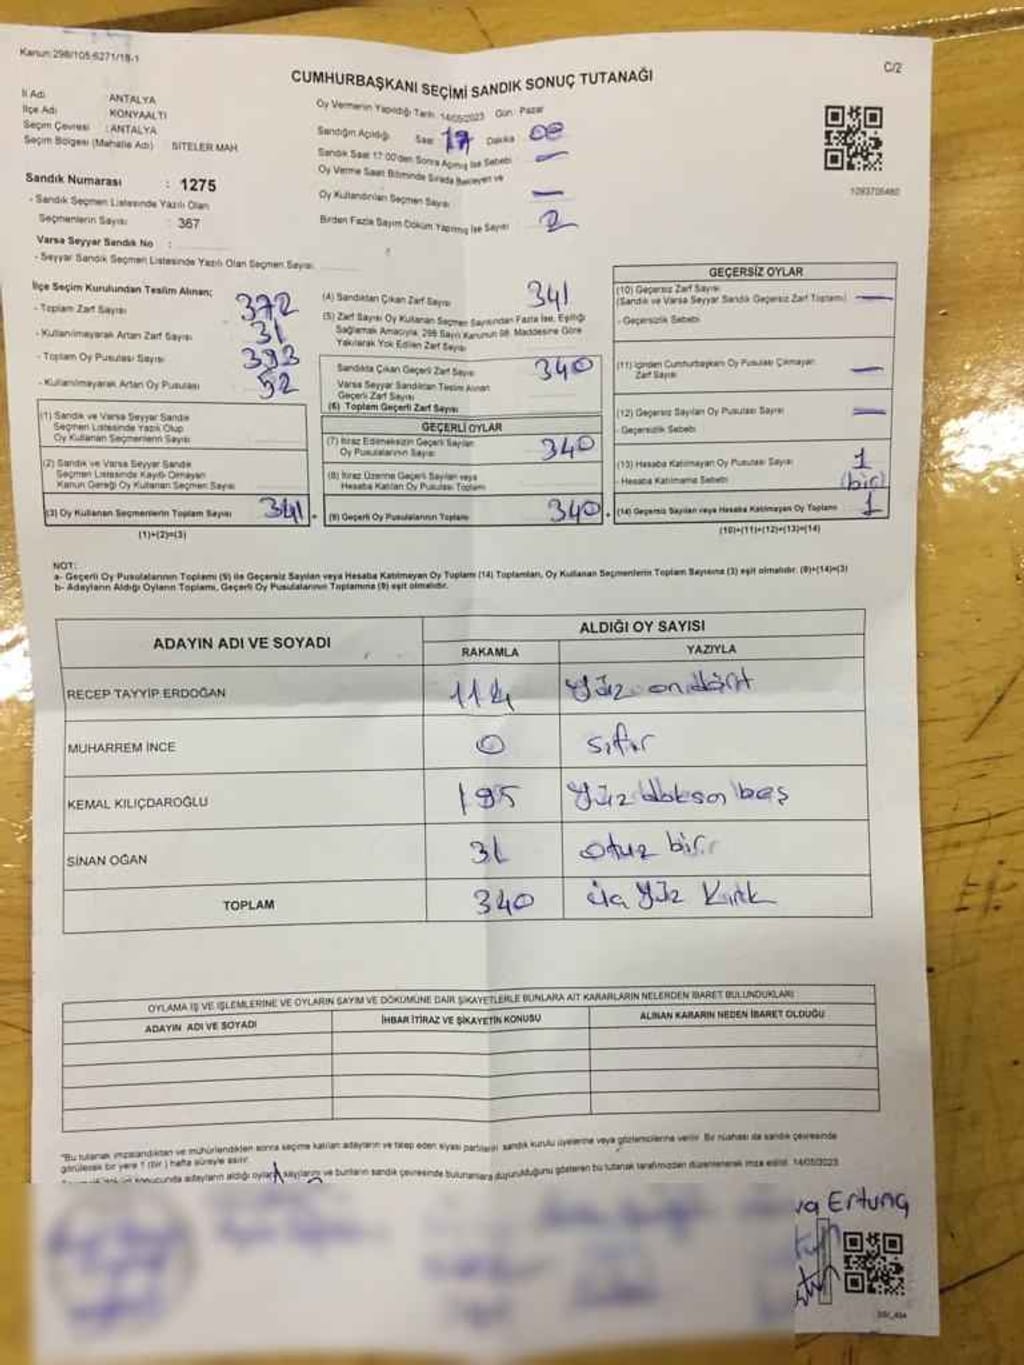 Kanun:298/105;6271/18-1
C/2
CUMHURBAŞKANI SEÇİMİ SANDIK SONUÇ TUTANAĞI
İl Adı : ANTALYA
İlçe Adı KONYAALTI
Seçim Çevresi : ANTALYA
Seçim Bölgesi (Mahalle Adı) SİTELER MAH.
Sandık Numarası : 1275
- Sandık Seçmen Listesinde Yazılı Olan
Seçmenlerin Sayısı : 367
Varsa Seyyar Sandık No :
- Seyyar Sandık Seçmen Listesinde Yazılı Olan Seçmen Sayısı
Oy Vermenin Yapıldığı Tarih: 14/05/2023 Gün: Pazar
Sandığın Açıldığı Saat 17 Dakika 00
Sandık Saat 17:00'den Sonra Açılmış İse Sebebi —
Oy Verme Saati Bitiminde Sırada Bekleyen ve
Oy Kullandırılan Seçmen Sayısı —
Birden Fazla Sayım Döküm Yapılmış İse Sayısı 2
1093705460
İlçe Seçim Kurulundan Teslim Alınan;
- Toplam Zarf Sayısı 372
- Kullanılmayarak Artan Zarf Sayısı 31
- Toplam Oy Pusulası Sayısı 393
- Kullanılmayarak Artan Oy Pusulası 52
(1) Sandık ve Varsa Seyyar Sandık
Seçmen Listesinde Yazılı Olup
Oy Kullanan Seçmenlerin Sayısı
(2) Sandık ve Varsa Seyyar Sandık
Seçmen Listesinde Kayıtlı Olmayan
Kanun Gereği Oy Kullanan Seçmen Sayısı
(3) Oy Kullanan Seçmenlerin Toplam Sayısı 341
(1)+(2)=(3)
(4) Sandıktan Çıkan Zarf Sayısı 341
(5) Zarf Sayısı Oy Kullanan Seçmen Sayısından Fazla İse, Eşitliği
Sağlamak Amacıyla, 298 Sayılı Kanunun 98. Maddesine Göre
Yakılarak Yok Edilen Zarf Sayısı
Sandıkta Çıkan Geçerli Zarf Sayısı 340
Varsa Seyyar Sandıktan Teslim Alınan
Geçerli Zarf Sayısı
(6) Toplam Geçerli Zarf Sayısı
GEÇERLİ OYLAR
(7) İtiraz Edilmeksizin Geçerli Sayılan
Oy Pusulalarının Sayısı 340
(8) İtiraz Üzerine Geçerli Sayılan veya
Hesaba Katılan Oy Pusulası Toplamı
(9) Geçerli Oy Pusulalarının Toplamı 340
GEÇERSİZ OYLAR
(10) Geçersiz Zarf Sayısı
(Sandık ve Varsa Seyyar Sandık Geçersiz Zarf Toplamı) —
- Geçersizlik Sebebi
(11) İçinden Cumhurbaşkanı Oy Pusulası Çıkmayan
Zarf Sayısı —
(12) Geçersiz Sayılan Oy Pusulası Sayısı —
- Geçersizlik Sebebi
(13) Hesaba Katılmayan Oy Pusulası Sayısı 1
- Hesaba Katılmama Sebebi (bir)
(14) Geçersiz Sayılan veya Hesaba Katılmayan Oy Toplamı 1
(10)+(11)+(12)+(13)=(14)
NOT:
a- Geçerli Oy Pusulalarının Toplamı (9) ile Geçersiz Sayılan veya Hesaba Katılmayan Oy Toplamı (14) Toplamları, Oy Kullanan Seçmenlerin Toplam Sayısına (3) eşit olmalıdır. (9)+(14)=(3)
b- Adayların Aldığı Oyların Toplamı, Geçerli Oy Pusulalarının Toplamına (9) eşit olmalıdır.
ADAYIN ADI VE SOYADI
ALDIĞI OY SAYISI
RAKAMLA YAZIYLA
RECEP TAYYİP ERDOĞAN 114 Yüz ondört
MUHARREM İNCE 0 sıfır
KEMAL KILIÇDAROĞLU 195 Yüz doksan beş
SİNAN OĞAN 31 otuz bir
TOPLAM 340 üç Yüz Kırk
OYLAMA İŞ VE İŞLEMLERİNE VE OYLARIN SAYIM VE DÖKÜMÜNE DAİR ŞİKAYETLERLE BUNLARA AİT KARARLARIN NELERDEN İBARET BULUNDUKLARI
ADAYIN ADI VE SOYADI İHBAR İTİRAZ VE ŞİKAYETİN KONUSU ALINAN KARARIN NEDEN İBARET OLDUĞU
"Bu tutanak imzalandıktan ve mühürlendikten sonra seçime katılan adayların ve talep eden siyasi partilerin sandık kurulu üyelerine veya gözlemcilerine verilir. Bir nüshası da sandık çevresinde
görülecek bir yere 1 (bir) hafta süreyle asılır.
sonucunda adayların aldığı oyların sayılarını ve bunların sandık çevresinde bulunanlara duyurulduğunu gösteren bu tutanak tarafımızdan düzenlenerek imza edildi. 14/05/2023
va Ertunç